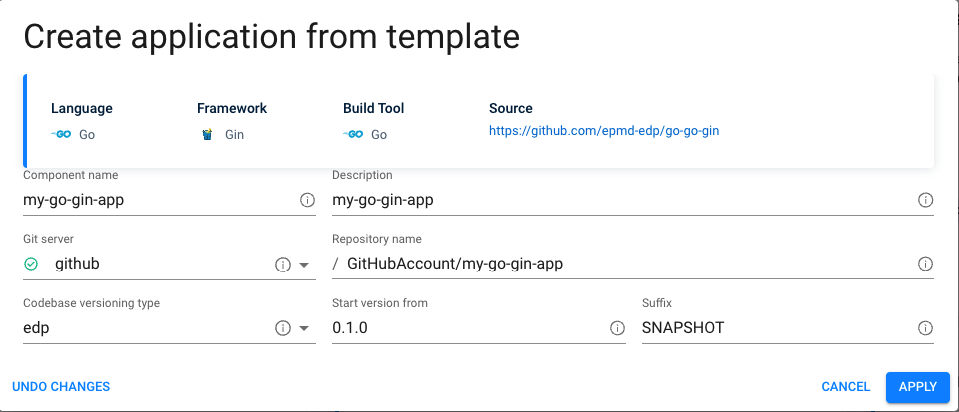 Create application from template
Language Framework Build Tool Source
Go Gin Go https://github.com/epmd-edp/go-go-gin
Component name Description
my-go-gin-app my-go-gin-app
Git server Repository name
github / GitHubAccount/my-go-gin-app
Codebase versioning type Start version from Suffix
edp 0.1.0 SNAPSHOT
UNDO CHANGES CANCEL APPLY